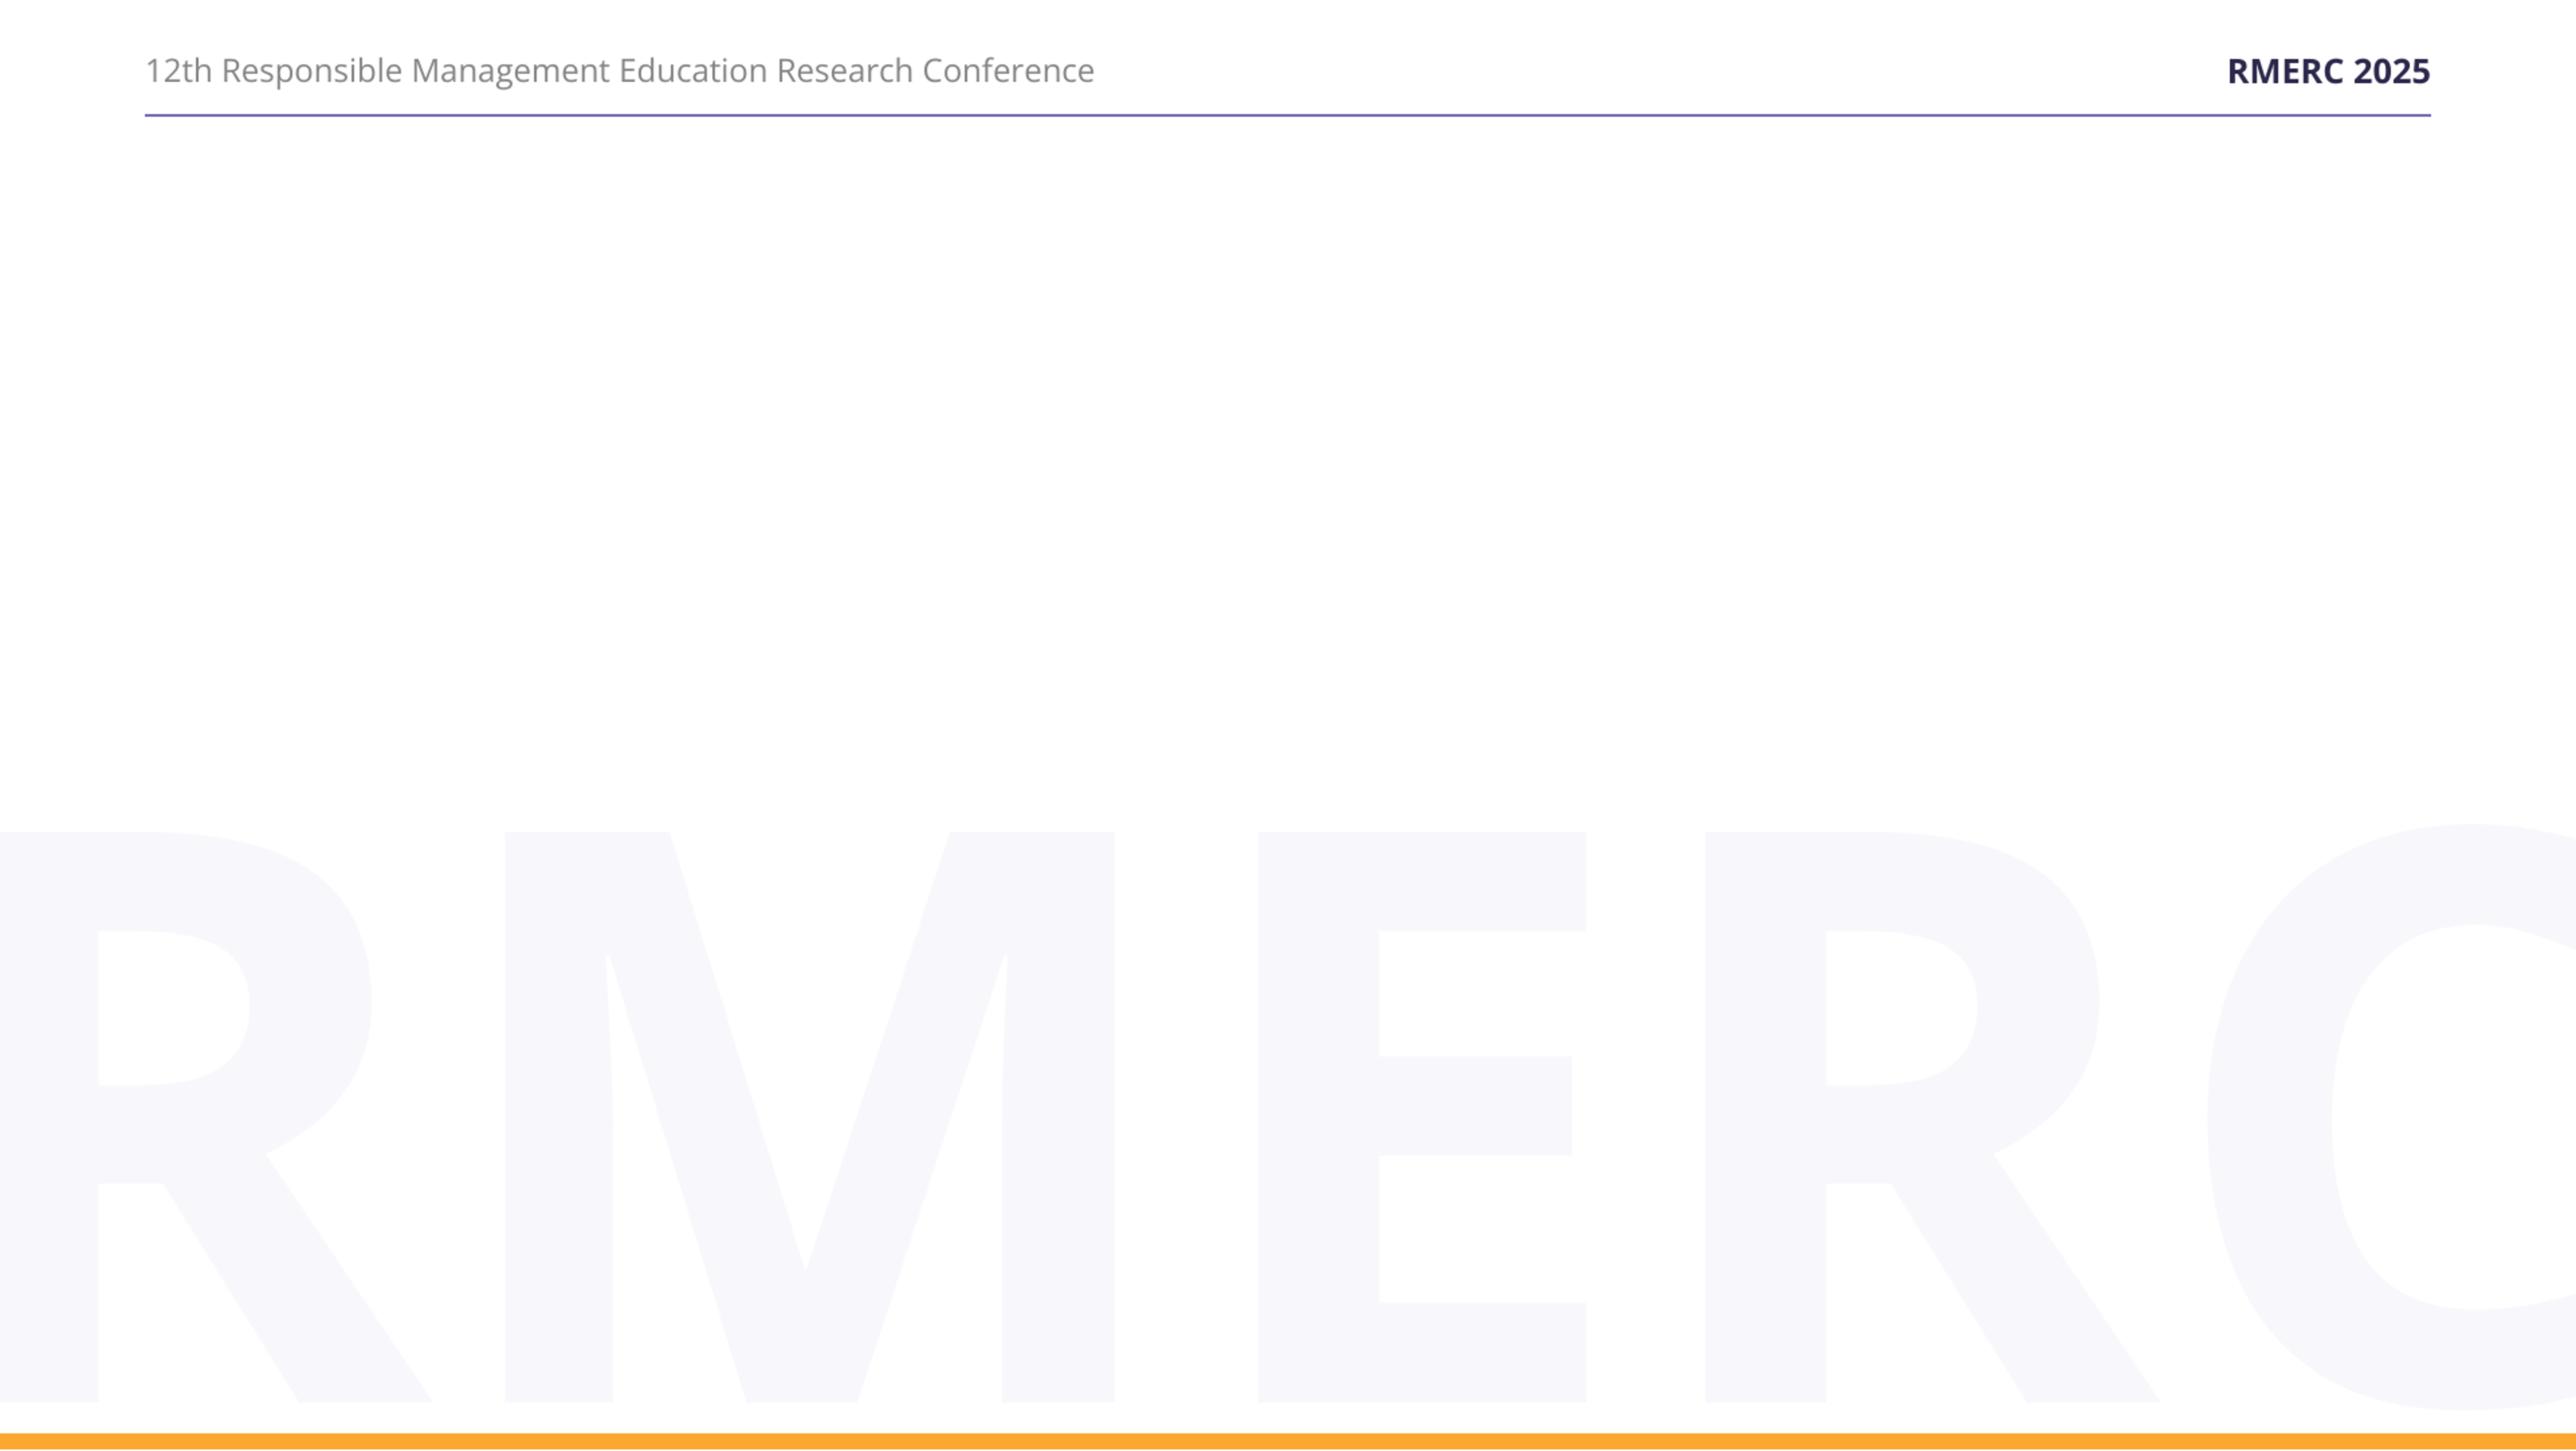 12th Responsible Management Education Research Conference
RMERC 2025
RMERC